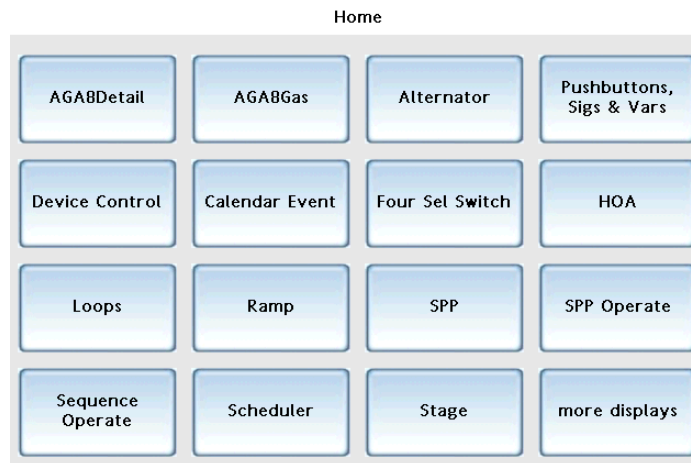 Home
AGA8Detail
AGA8Gas
Alternator
Pushbuttons,
Sigs & Vars
Device Control
Calendar Event
Four Sel Switch
HOA
Loops
Ramp
SPP
SPP Operate
Sequence
Operate
Scheduler
Stage
more displays